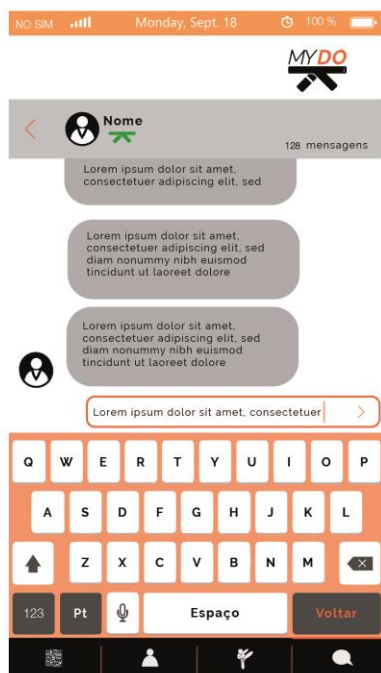 NO SIM Monday, Sept. 18 100 %
MYDO
Nome
128 mensagens
Lorem ipsum dolor sit amet,
consectetuer adipiscing elit, sed
Lorem ipsum dolor sit amet,
consectetuer adipiscing elit, sed
diam nonummy nibh euismod
tincidunt ut laoreet dolore
Lorem ipsum dolor sit amet,
consectetuer adipiscing elit, sed
diam nonummy nibh euismod
tincidunt ut laoreet dolore
Lorem ipsum dolor sit amet, consectetuer
Q W E R T Y U I O P
A S D F G H J K L
Z X C V B N M
123 Pt Espaço Voltar